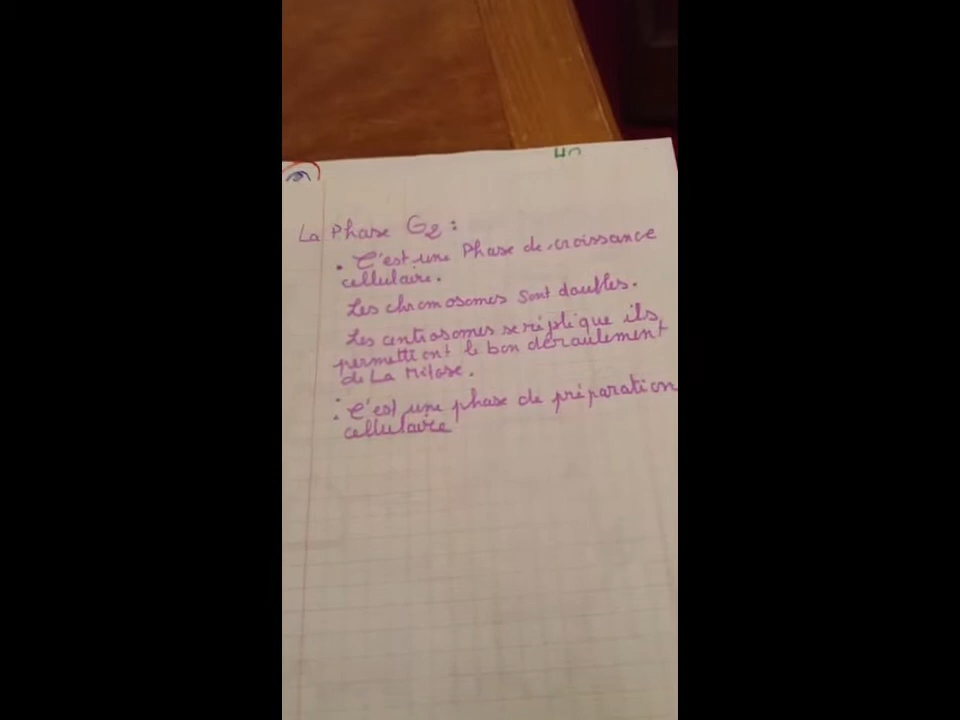 La Phase G2 :
. C'est une Phase de croissance
cellulaire.
Les chromosomes sont doubles.
Les centrosomes se réplique ils
permettent le bon déroulement
de La Mitose.
: C'est une phase de préparation
cellulaire